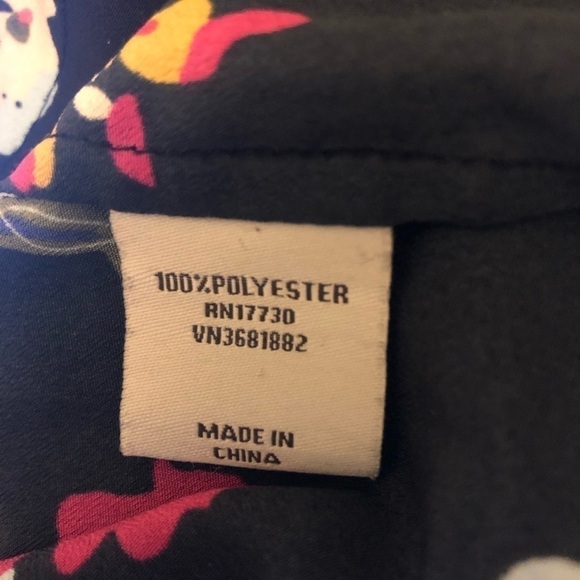 100%POLYESTER
RN17730
VN3681882
MADE IN
CHINA